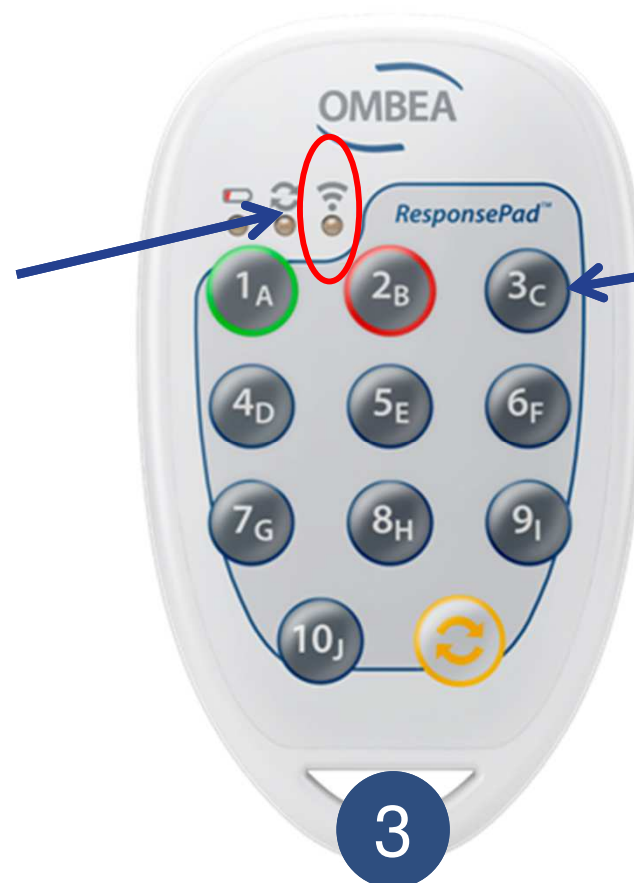 OMBEA
ResponsePad™
1A 2B 3C
4D 5E 6F
7G 8H 9I
10J
3